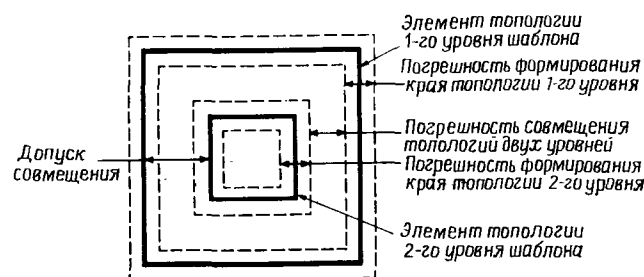 Элемент топологии
1-го уровня шаблона
Погрешность формирования
края топологии 1-го уровня
Погрешность совмещения
топологий двух уровней
Погрешность формирования
края топологии 2-го уровня
Элемент топологии
2-го уровня шаблона
Допуск
совмещения